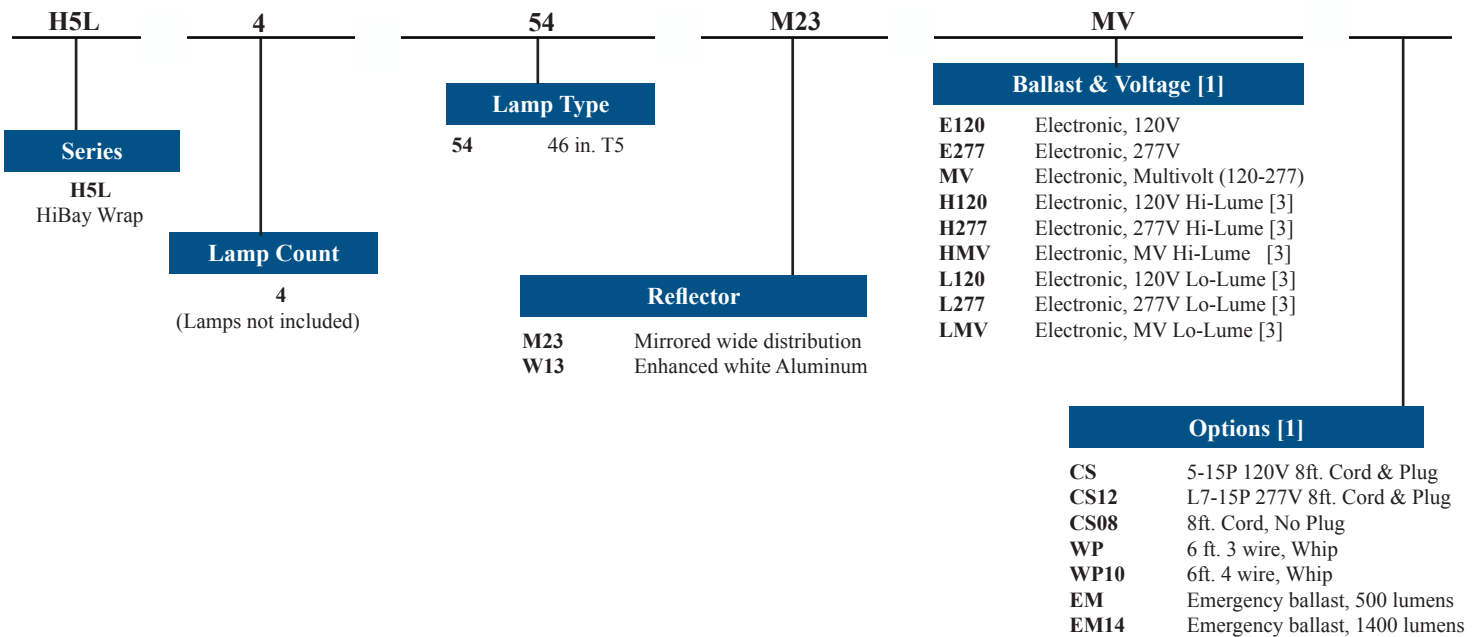 H5L 4 54 M23 MV
Series
H5L
HiBay Wrap
Lamp Count
4
(Lamps not included)
Lamp Type
54 46 in. T5
Reflector
M23 Mirrored wide distribution
W13 Enhanced white Aluminum
Ballast & Voltage [1]
E120 Electronic, 120V
E277 Electronic, 277V
MV Electronic, Multivolt (120-277)
H120 Electronic, 120V Hi-Lume [3]
H277 Electronic, 277V Hi-Lume [3]
HMV Electronic, MV Hi-Lume [3]
L120 Electronic, 120V Lo-Lume [3]
L277 Electronic, 277V Lo-Lume [3]
LMV Electronic, MV Lo-Lume [3]
Options [1]
CS 5-15P 120V 8ft. Cord & Plug
CS12 L7-15P 277V 8ft. Cord & Plug
CS08 8ft. Cord, No Plug
WP 6 ft. 3 wire, Whip
WP10 6ft. 4 wire, Whip
EM Emergency ballast, 500 lumens
EM14 Emergency ballast, 1400 lumens